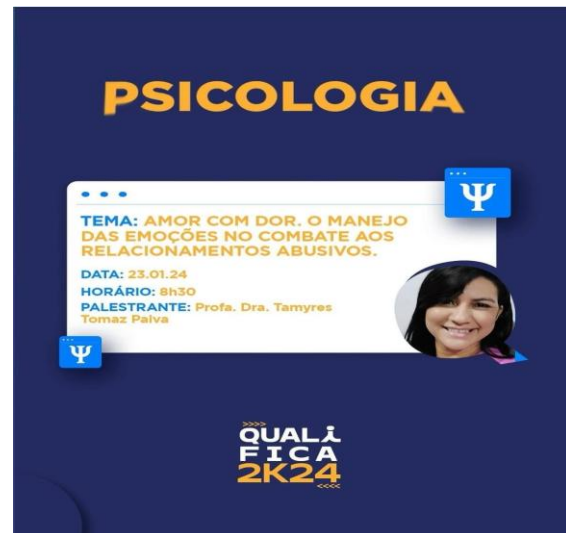 PSICOLOGIA
Ψ
TEMA: AMOR COM DOR. O MANEJO
DAS EMOÇÕES NO COMBATE AOS
RELACIONAMENTOS ABUSIVOS.
DATA: 23.01.24
HORÁRIO: 8h30
PALESTRANTE: Profa. Dra. Tamyres
Tomaz Paiva
Ψ
>>>>
QUALI
FICA
2K24
<<<<